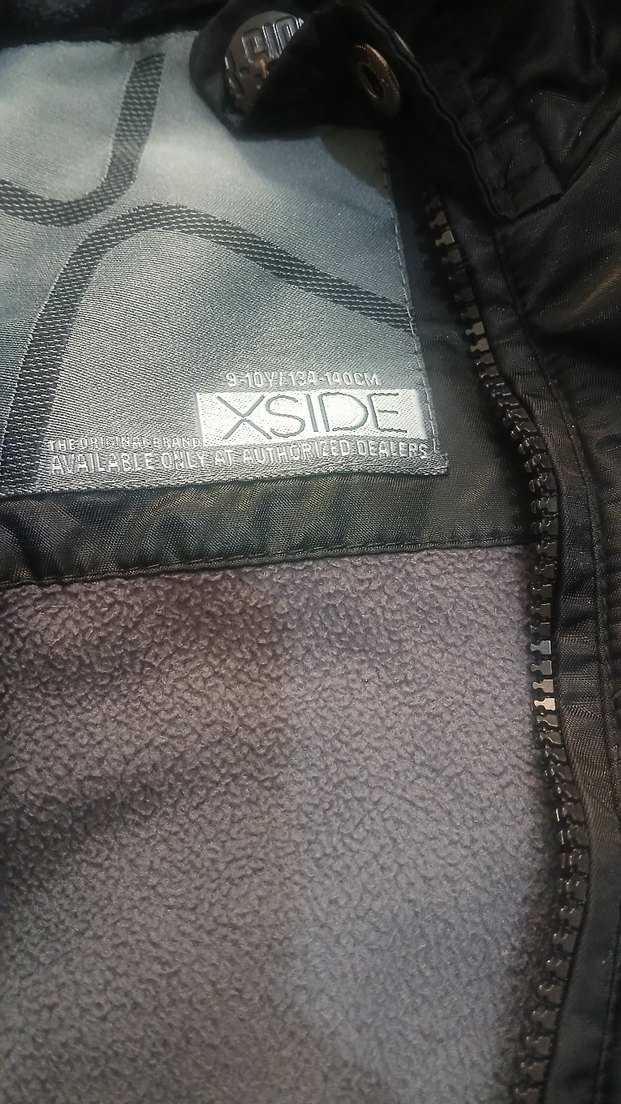 9-10Y/134-140CM
XSIDE
THE ORIGINAL BRAND
AVAILABLE ONLY AT AUTHORIZED DEALERS